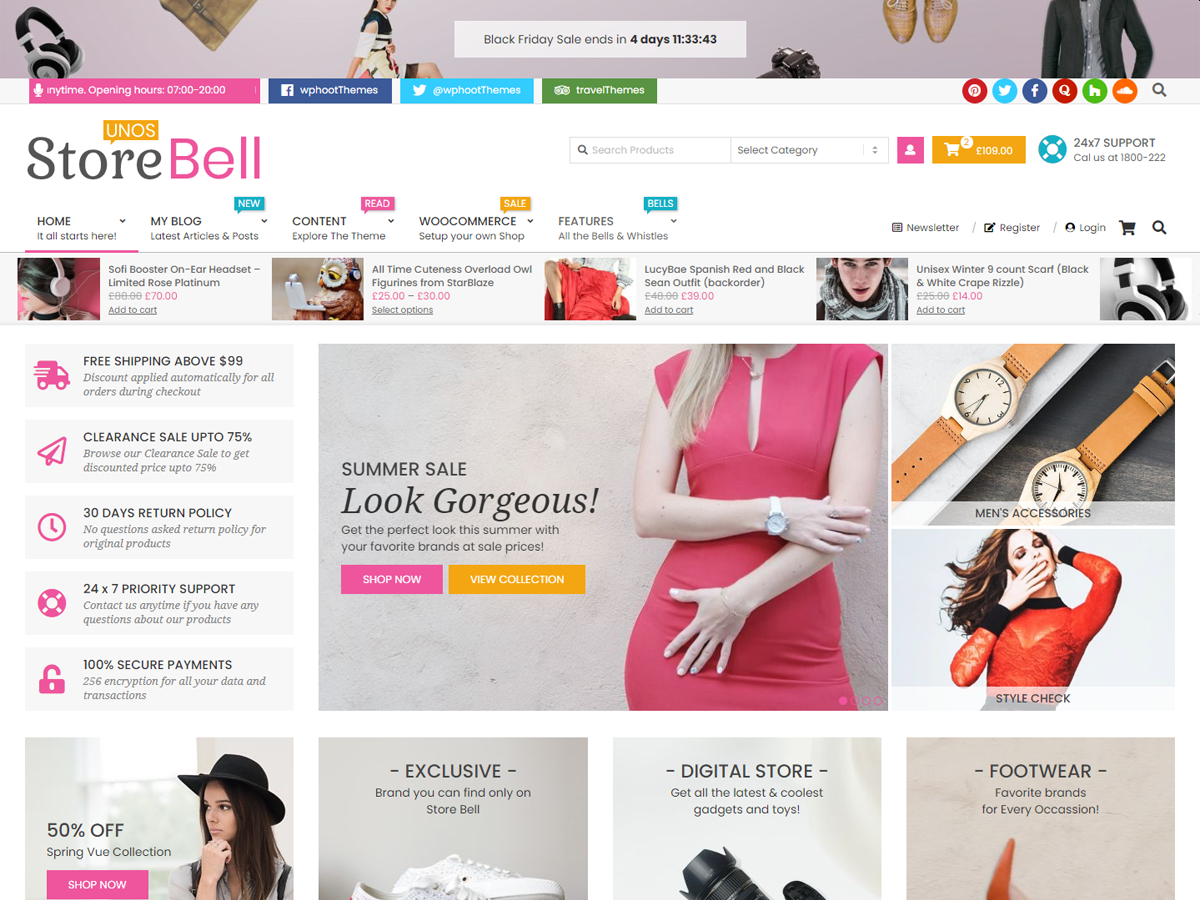 Black Friday Sale ends in 4 days 11:33:43
nytime. Opening hours: 07:00-20:00
wphootThemes
@wphootThemes
travelThemes
UNOS
StoreBell
Search Products
Select Category
2
£109.00
24x7 SUPPORT
Cal us at 1800-222
NEW
READ
SALE
BELLS
HOME
It all starts here!
MY BLOG
Latest Articles & Posts
CONTENT
Explore The Theme
WOOCOMMERCE
Setup your own Shop
FEATURES
All the Bells & Whistles
Newsletter / Register / Login
Sofi Booster On-Ear Headset –
Limited Rose Platinum
£88.00 £70.00
Add to cart
All Time Cuteness Overload Owl
Figurines from StarBlaze
£25.00 – £30.00
Select options
LucyBae Spanish Red and Black
Sean Outfit (backorder)
£48.00 £39.00
Add to cart
Unisex Winter 9 count Scarf (Black
& White Crape Rizzle)
£25.00 £14.00
Add to cart
FREE SHIPPING ABOVE $99
Discount applied automatically for all
orders during checkout
CLEARANCE SALE UPTO 75%
Browse our Clearance Sale to get
discounted price upto 75%
30 DAYS RETURN POLICY
No questions asked return policy for
original products
24 x 7 PRIORITY SUPPORT
Contact us anytime if you have any
questions about our products
100% SECURE PAYMENTS
256 encryption for all your data and
transactions
SUMMER SALE
Look Gorgeous!
Get the perfect look this summer with
your favorite brands at sale prices!
SHOP NOW
VIEW COLLECTION
MEN'S ACCESSORIES
STYLE CHECK
50% OFF
Spring Vue Collection
SHOP NOW
- EXCLUSIVE -
Brand you can find only on
Store Bell
- DIGITAL STORE -
Get all the latest & coolest
gadgets and toys!
- FOOTWEAR -
Favorite brands
for Every Occassion!